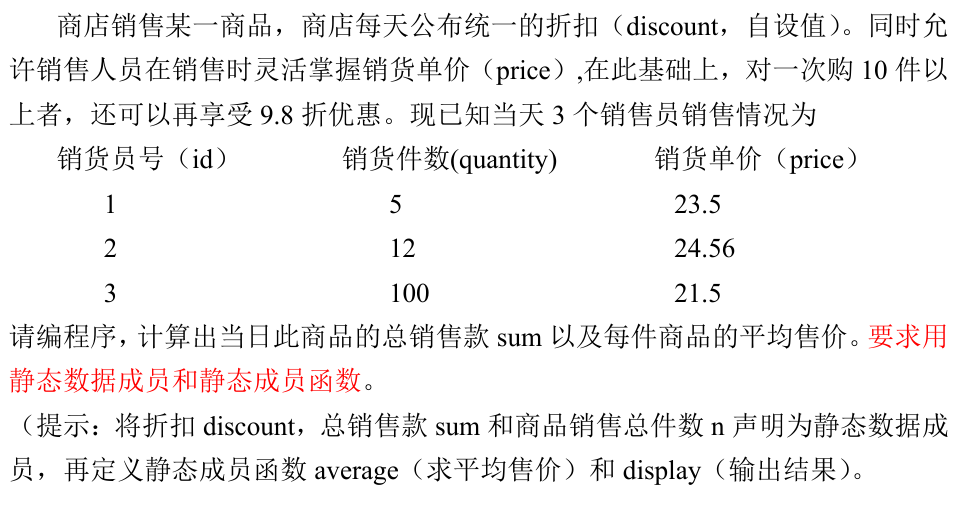 商店销售某一商品，商店每天公布统一的折扣（discount，自设值）。同时允
许销售人员在销售时灵活掌握销货单价（price）,在此基础上，对一次购 10 件以
上者，还可以再享受 9.8 折优惠。现已知当天 3 个销售员销售情况为
销货员号（id） 销货件数(quantity) 销货单价（price）
1 5 23.5
2 12 24.56
3 100 21.5
请编程序，计算出当日此商品的总销售款 sum 以及每件商品的平均售价。要求用
静态数据成员和静态成员函数。
（提示：将折扣 discount，总销售款 sum 和商品销售总件数 n 声明为静态数据成
员，再定义静态成员函数 average（求平均售价）和 display（输出结果）。